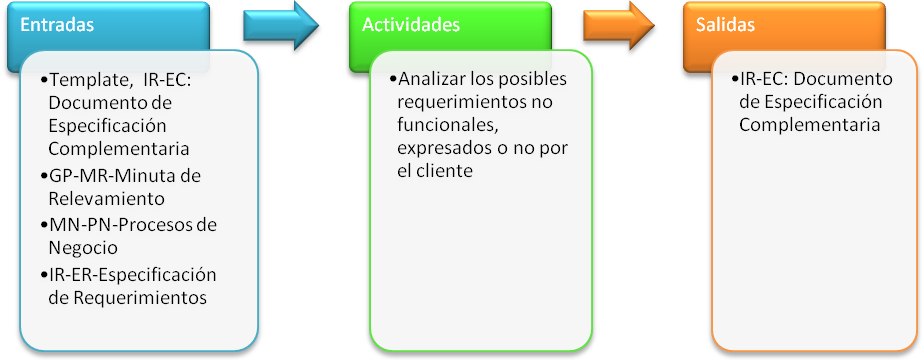 Entradas
•Template, IR-EC:
Documento de
Especificación
Complementaria
•GP-MR-Minuta de
Relevamiento
•MN-PN-Procesos de
Negocio
•IR-ER-Especificación
de Requerimientos
Actividades
•Analizar los posibles
requerimientos no
funcionales,
expresados o no por
el cliente
Salidas
•IR-EC: Documento
de Especificación
Complementaria